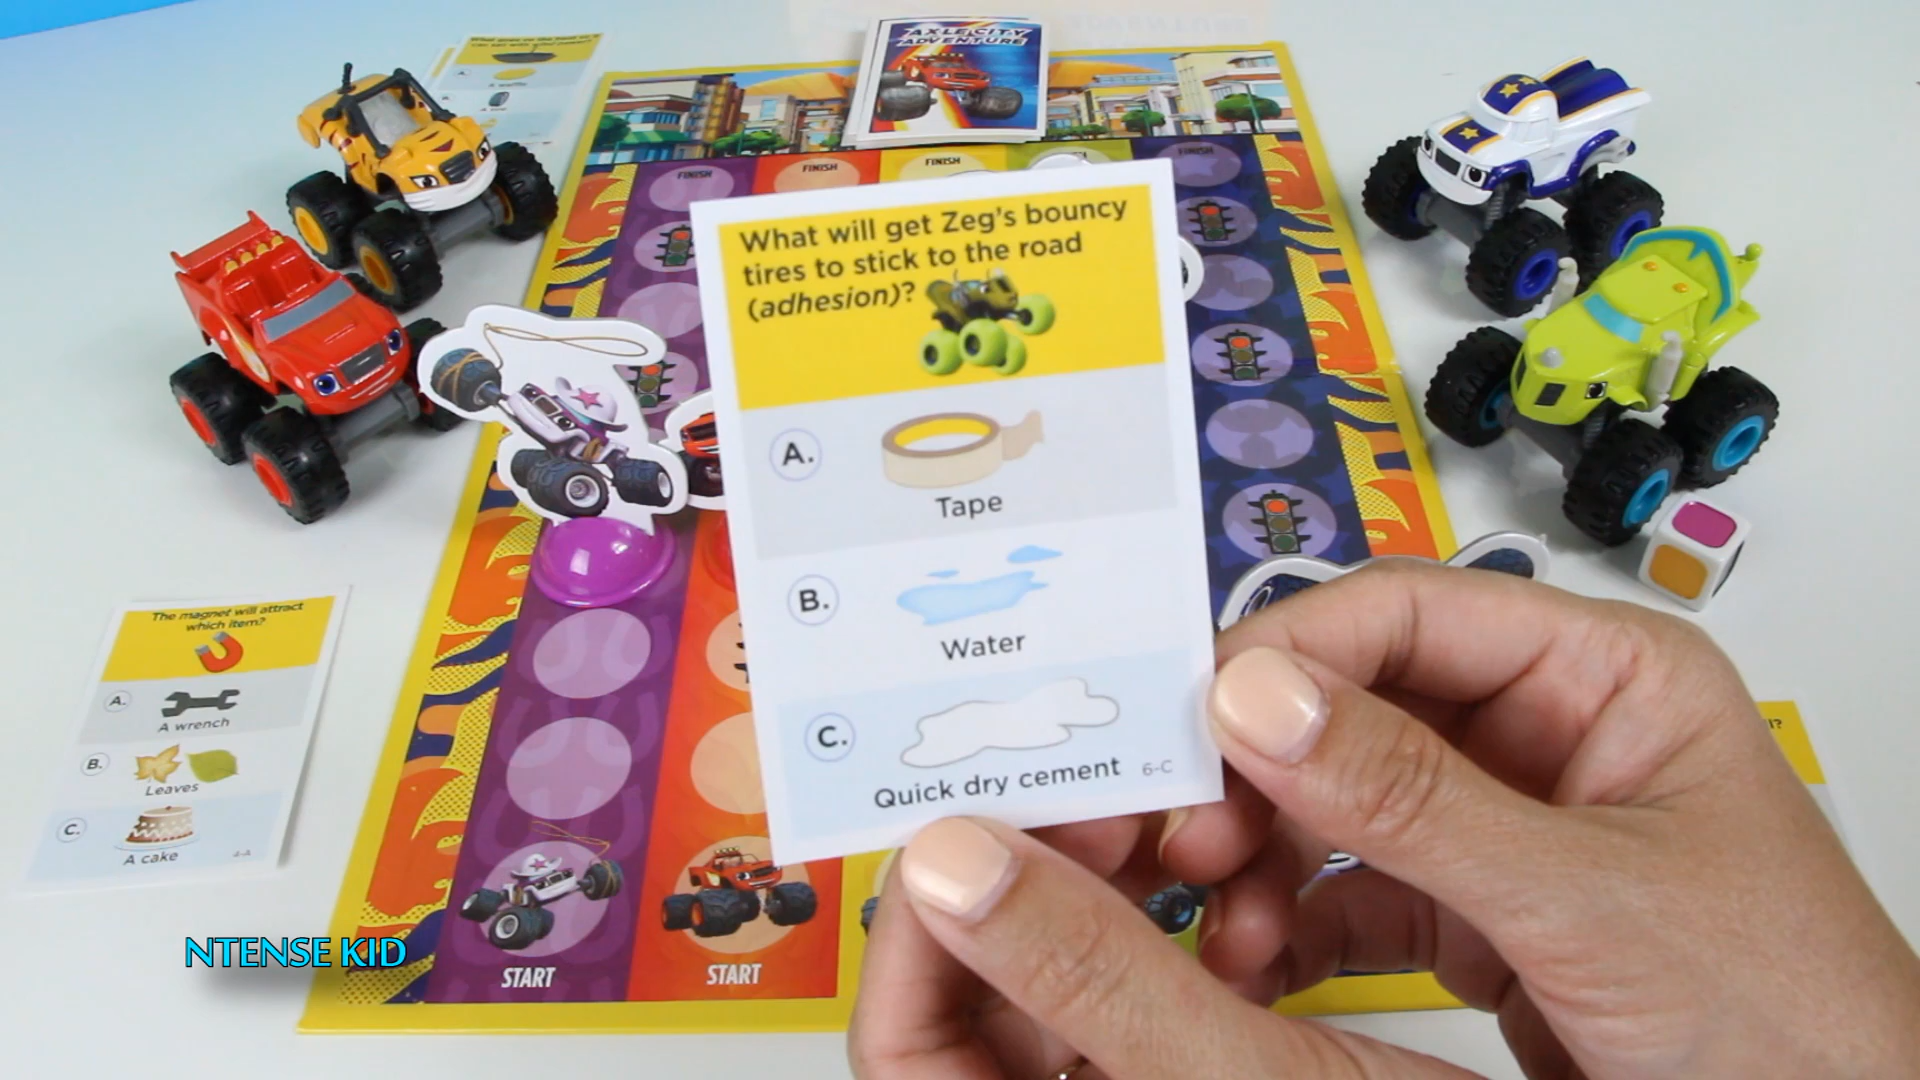 AXLE CITY
ADVENTURE
FINISH
FINISH
FINISH
FINISH
What will get Zeg's bouncy
tires to stick to the road
(adhesion)?
A.
Tape
B.
Water
C.
Quick dry cement 6-C
The magnet will attract
which item?
A.
A wrench
B.
Leaves
C.
A cake 4-A
A.
A waffle
START
START
NTENSE KID